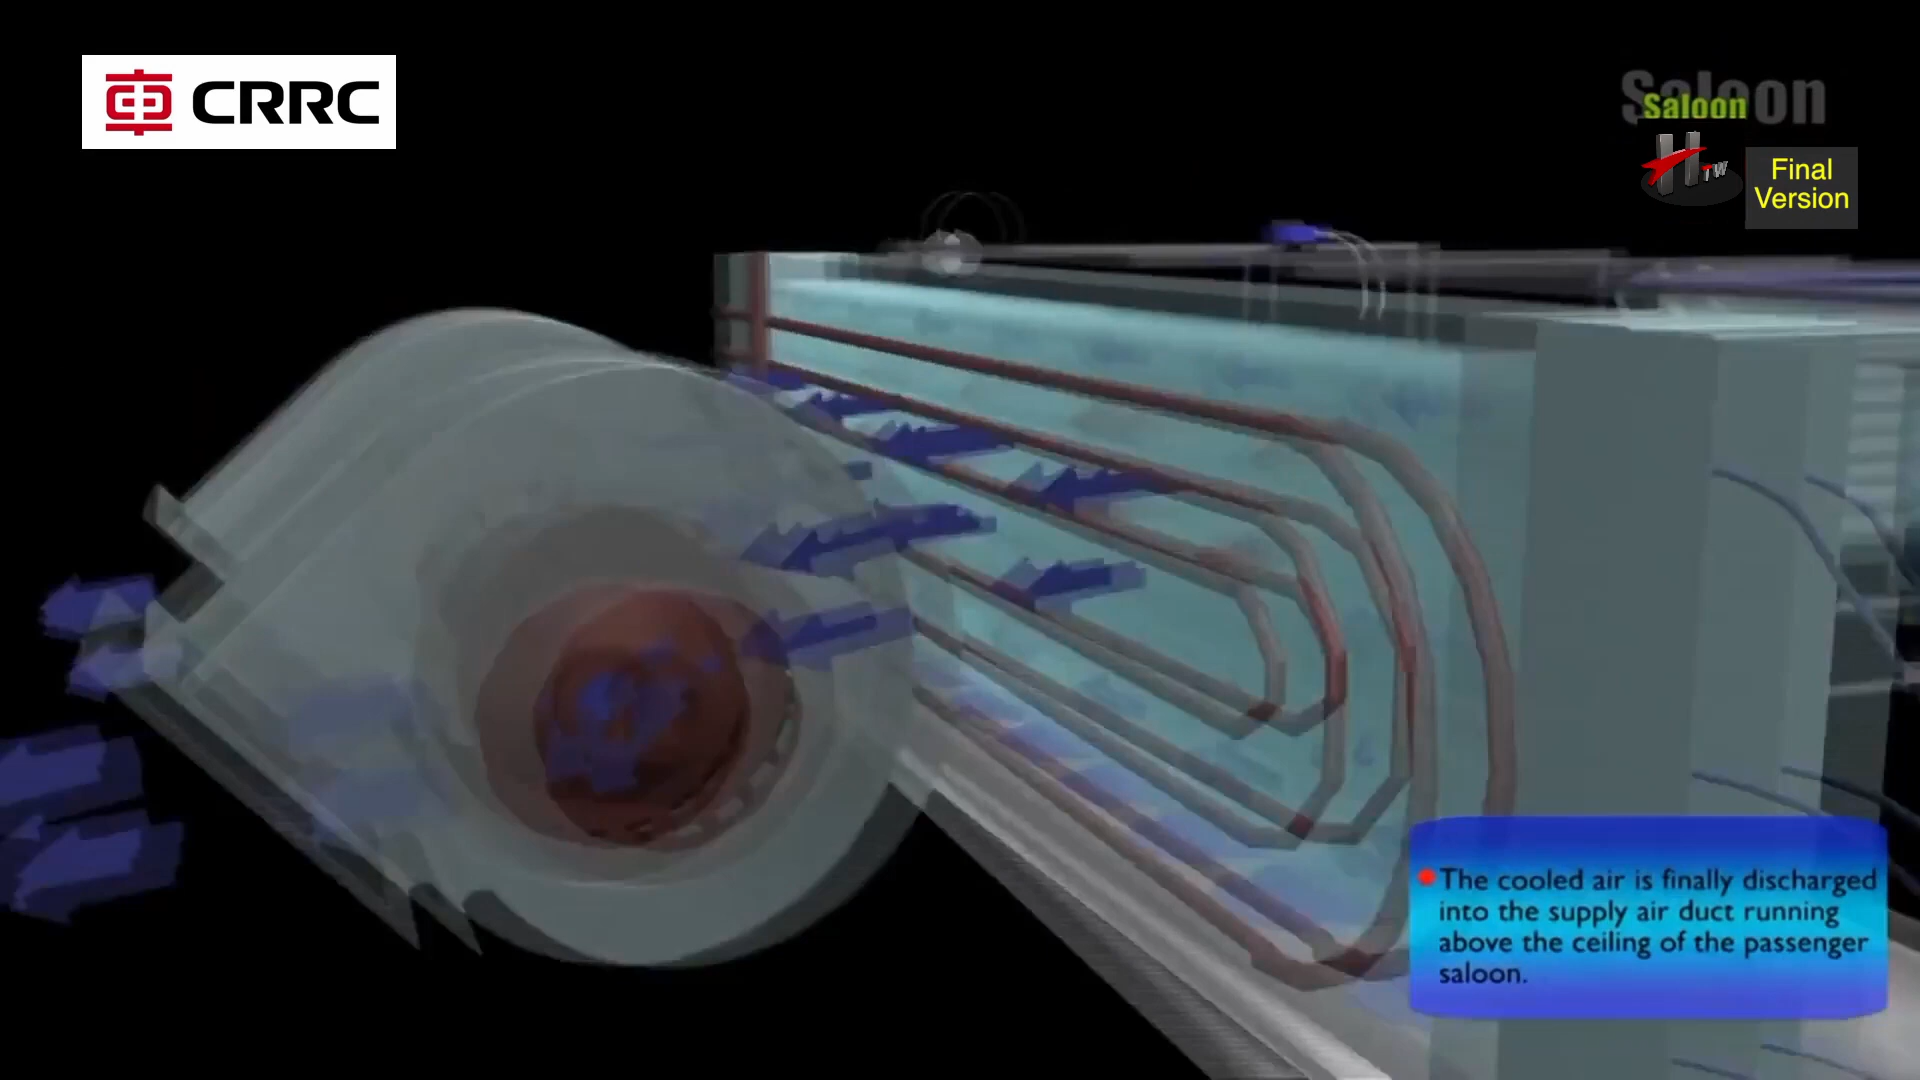 CRRC
Saloon
Saloon
H TW
Final
Version
The cooled air is finally discharged
into the supply air duct running
above the ceiling of the passenger
saloon.